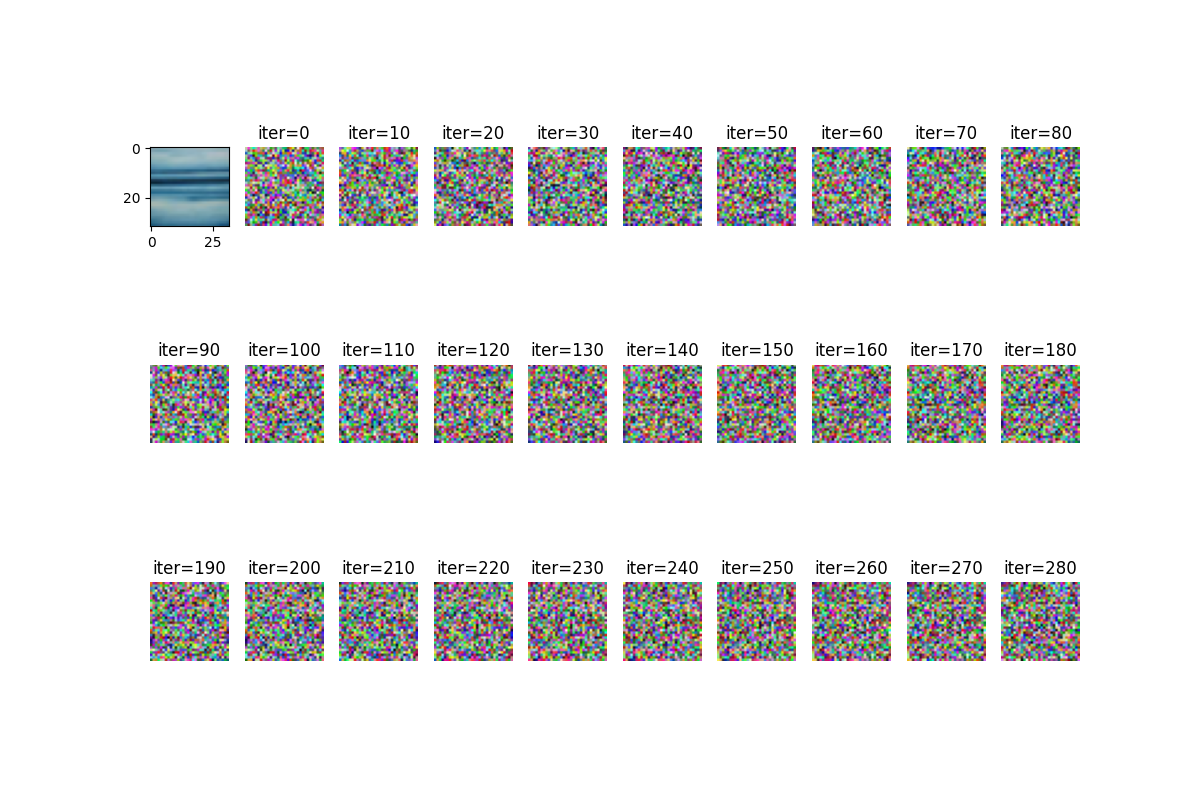 iter=0 iter=10 iter=20 iter=30 iter=40 iter=50 iter=60 iter=70 iter=80
0
20
0 25
iter=90 iter=100 iter=110 iter=120 iter=130 iter=140 iter=150 iter=160 iter=170 iter=180
iter=190 iter=200 iter=210 iter=220 iter=230 iter=240 iter=250 iter=260 iter=270 iter=280